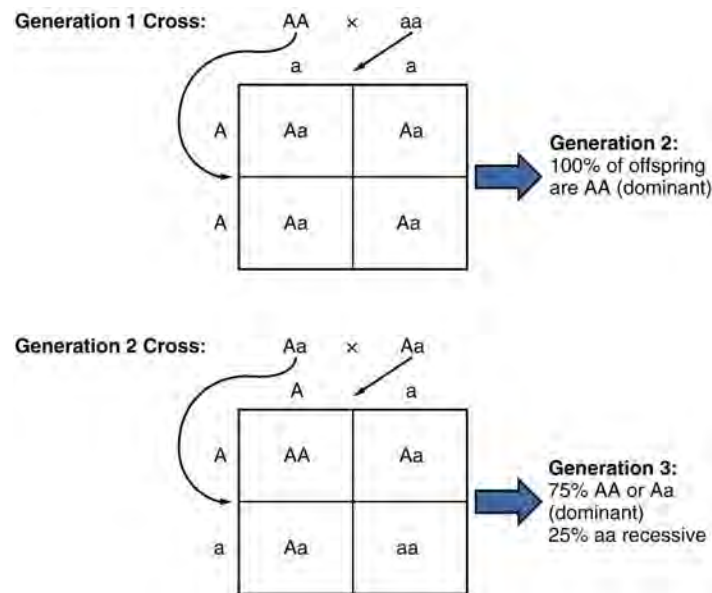 Generation 1 Cross: AA × aa
a a
A Aa Aa
Generation 2:
100% of offspring
are AA (dominant)
A Aa Aa
Generation 2 Cross: Aa × Aa
A a
A AA Aa
Generation 3:
75% AA or Aa
(dominant)
25% aa recessive
a Aa aa